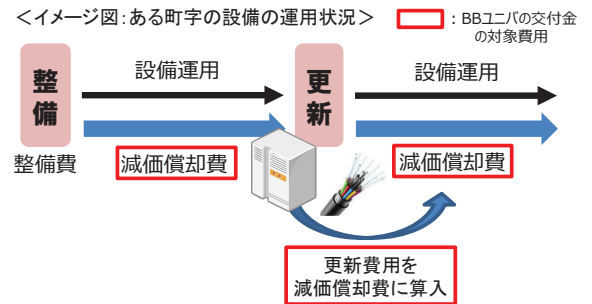 ＜イメージ図：ある町字の設備の運用状況＞
：BBユニバの交付金
の対象費用
整備
設備運用
更新
設備運用
整備費
減価償却費
減価償却費
更新費用を
減価償却費に算入